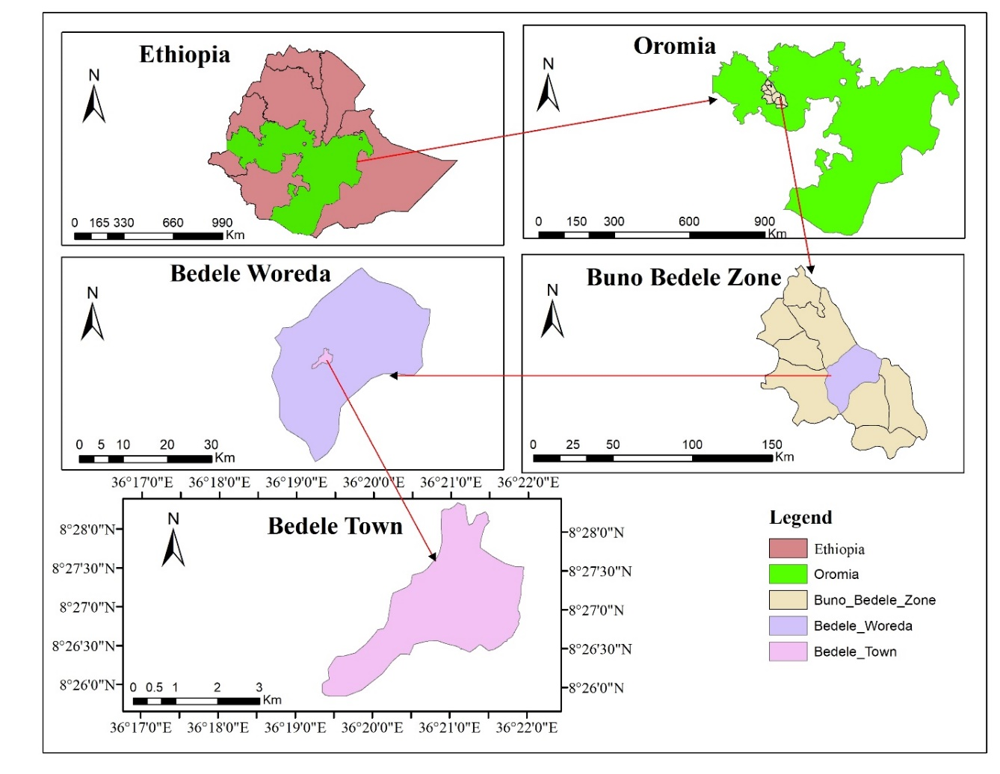 Ethiopia
N
0 165 330 660 990
Km
Oromia
N
0 150 300 600 900
Km
Bedele Woreda
N
0 5 10 20 30
Km
Buno Bedele Zone
N
0 25 50 100 150
Km
36°17'0"E 36°18'0"E 36°19'0"E 36°20'0"E 36°21'0"E 36°22'0"E
Bedele Town
N
8°28'0"N 8°28'0"N
8°27'30"N 8°27'30"N
8°27'0"N 8°27'0"N
8°26'30"N 8°26'30"N
8°26'0"N 8°26'0"N
0 0.5 1 2 3
Km
36°17'0"E 36°18'0"E 36°19'0"E 36°20'0"E 36°21'0"E 36°22'0"E
Legend
Ethiopia
Oromia
Buno_Bedele_Zone
Bedele_Woreda
Bedele_Town